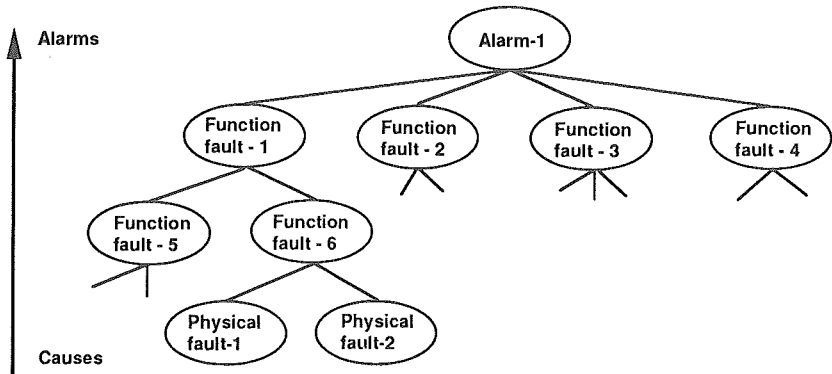 Alarms
Alarm-1
Function
fault - 1
Function
fault - 2
Function
fault - 3
Function
fault - 4
Function
fault - 5
Function
fault - 6
Physical
fault-1
Physical
fault-2
Causes